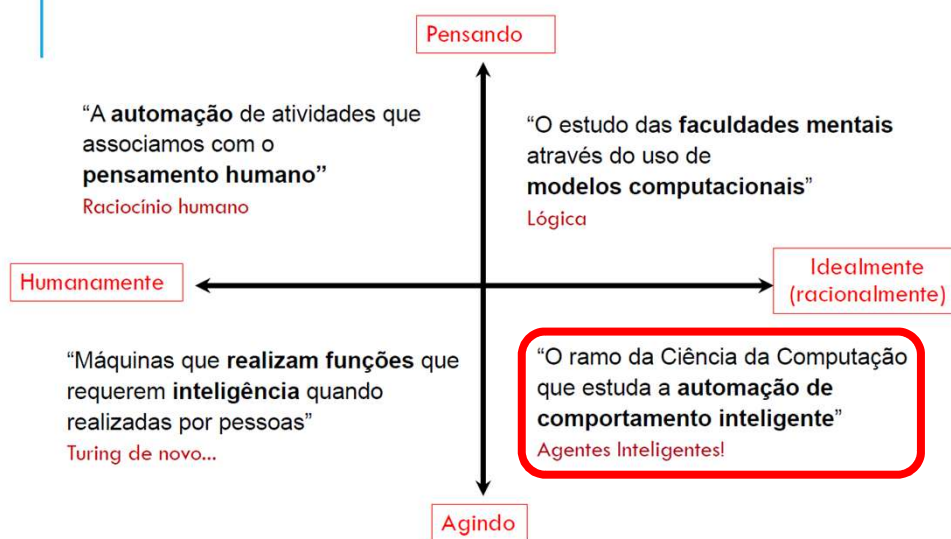 Pensando
“A automação de atividades que
associamos com o
pensamento humano”
Raciocínio humano
“O estudo das faculdades mentais
através do uso de
modelos computacionais”
Lógica
Humanamente
Idealmente
(racionalmente)
“Máquinas que realizam funções que
requerem inteligência quando
realizadas por pessoas”
Turing de novo...
“O ramo da Ciência da Computação
que estuda a automação de
comportamento inteligente”
Agentes Inteligentes!
Agindo